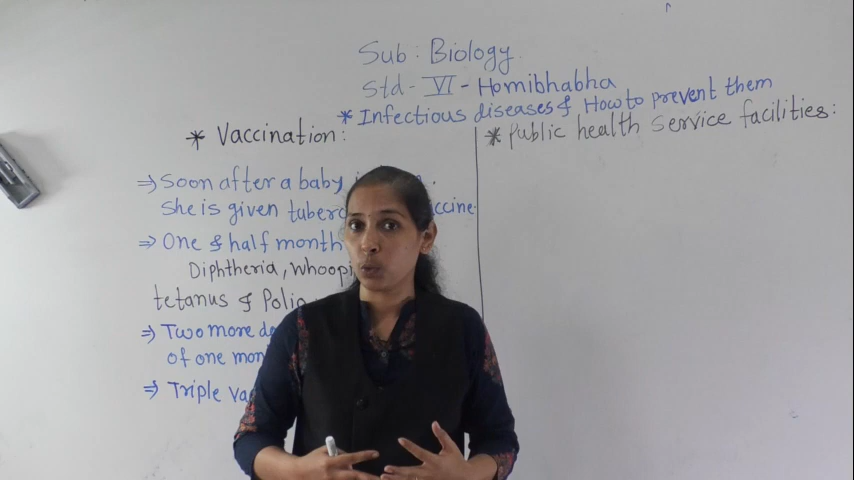 Sub : Biology
Std - VI - Homibhabha
* Infectious diseases & How to prevent them
* Vaccination :
⇒ Soon after a baby
She is given
⇒ One & half month
Diphtheria,
tetanus & Polio
⇒ Two more
of one
⇒ Triple
* Public health Service facilities :